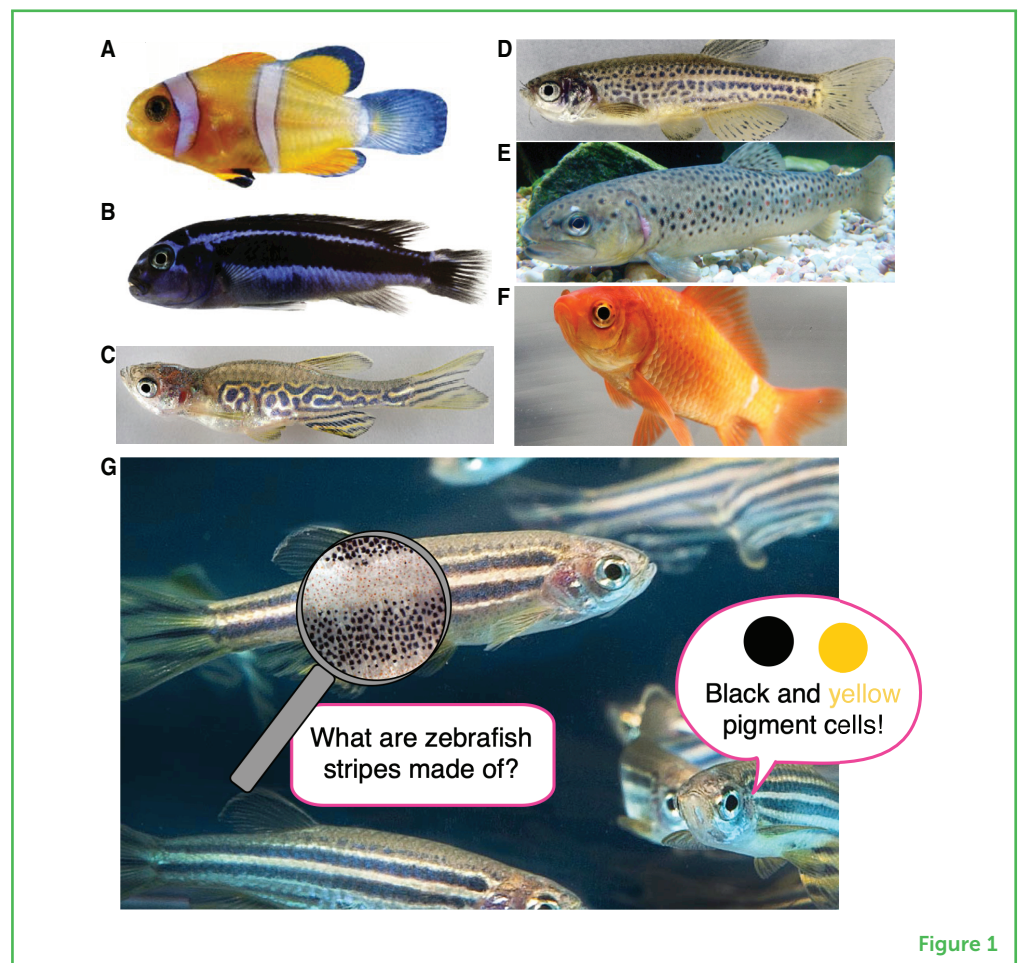 A
B
C
D
E
F
G
What are zebrafish
stripes made of?
Black and yellow
pigment cells!
Figure 1